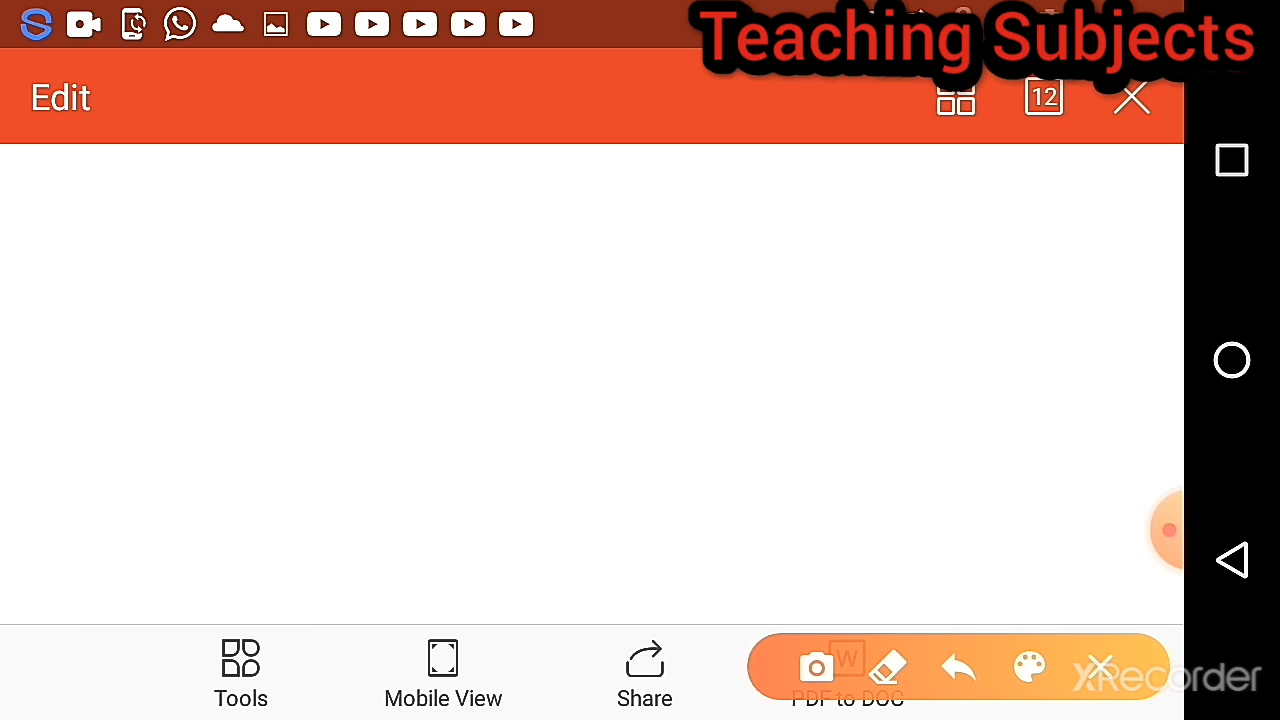 Teaching Subjects
Edit
12
Tools
Mobile View
Share
W
PDF to DOC
XRecorder